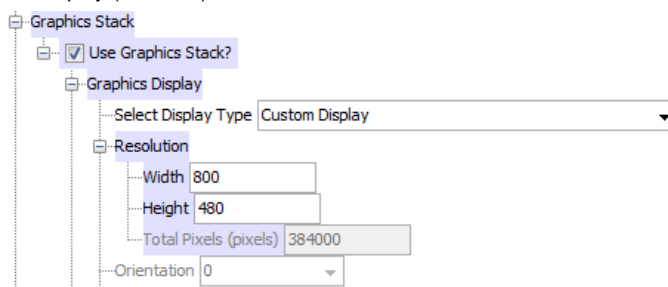 Graphics Stack
Use Graphics Stack?
Graphics Display
Select Display Type Custom Display
Resolution
Width 800
Height 480
Total Pixels (pixels) 384000
Orientation 0